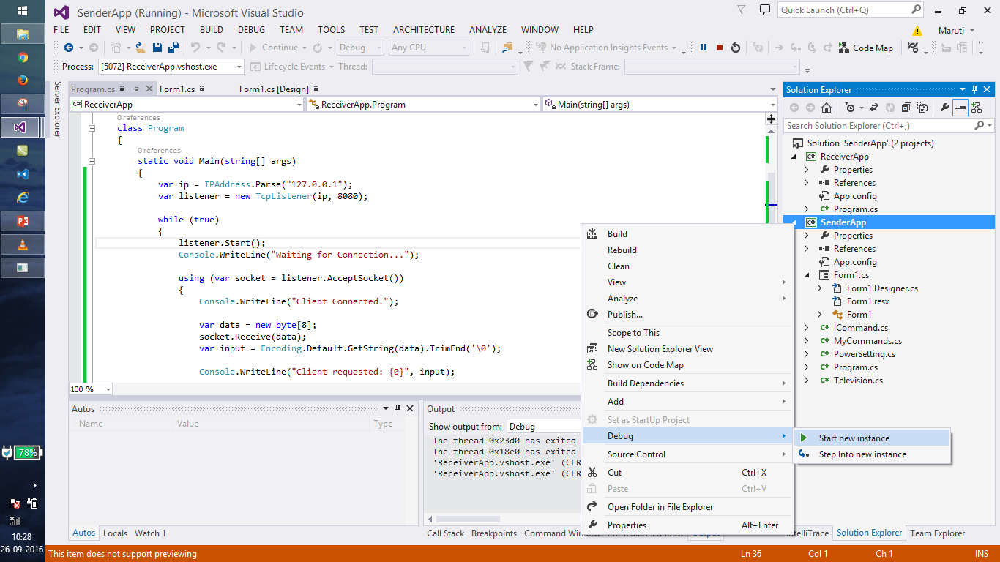 SenderApp (Running) - Microsoft Visual Studio
Quick Launch (Ctrl+Q)
FILE EDIT VIEW PROJECT BUILD DEBUG TEAM TOOLS TEST ARCHITECTURE ANALYZE WINDOW HELP
Maruti
Continue Debug Any CPU No Application Insights Events Code Map
Process: [5072] ReceiverApp.vshost.exe Lifecycle Events Thread: Stack Frame:
Server Explorer
Program.cs Form1.cs Form1.cs [Design]
ReceiverApp ReceiverApp.Program Main(string[] args)
0 references
class Program
{
0 references
static void Main(string[] args)
{
var ip = IPAddress.Parse("127.0.0.1");
var listener = new TcpListener(ip, 8080);
while (true)
{
listener.Start();
Console.WriteLine("Waiting for Connection...");
using (var socket = listener.AcceptSocket())
{
Console.WriteLine("Client Connected.");
var data = new byte[8];
socket.Receive(data);
var input = Encoding.Default.GetString(data).TrimEnd('\0');
Console.WriteLine("Client requested: {0}", input);
100 %
Autos
Name Value Type
Autos Locals Watch 1
Output
Show output from: Debug
The thread 0x23d0 has exited
The thread 0x18e0 has exited
'ReceiverApp.vshost.exe' (CLR
'ReceiverApp.vshost.exe' (CLR
Call Stack Breakpoints Command Window Immediate Window Output
Build
Rebuild
Clean
View
Analyze
Publish...
Scope to This
New Solution Explorer View
Show on Code Map
Build Dependencies
Add
Set as StartUp Project
Debug
Source Control
Cut Ctrl+X
Paste Ctrl+V
Open Folder in File Explorer
Properties Alt+Enter
Start new instance
Step Into new instance
Solution Explorer
Search Solution Explorer (Ctrl+;)
Solution 'SenderApp' (2 projects)
C# ReceiverApp
Properties
References
App.config
C# Program.cs
C# SenderApp
Properties
References
App.config
Form1.cs
Form1.Designer.cs
Form1.resx
Form1
C# ICommand.cs
C# MyCommands.cs
C# PowerSetting.cs
C# Program.cs
C# Television.cs
IntelliTrace Solution Explorer Team Explorer
78%
10:28
26-09-2016
This item does not support previewing
Ln 36 Col 1 Ch 1 INS